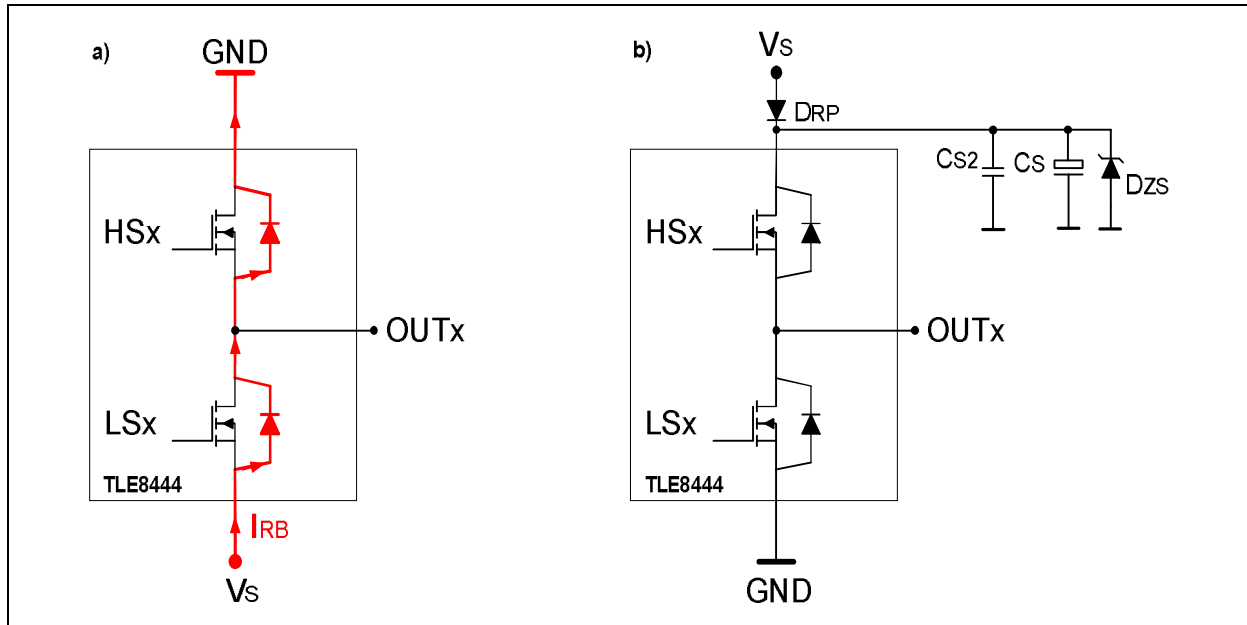 a)
GND
HSx
OUTx
LSx
TLE8444
IRB
VS
b)
VS
DRP
CS2
CS
DZS
HSx
OUTx
LSx
TLE8444
GND